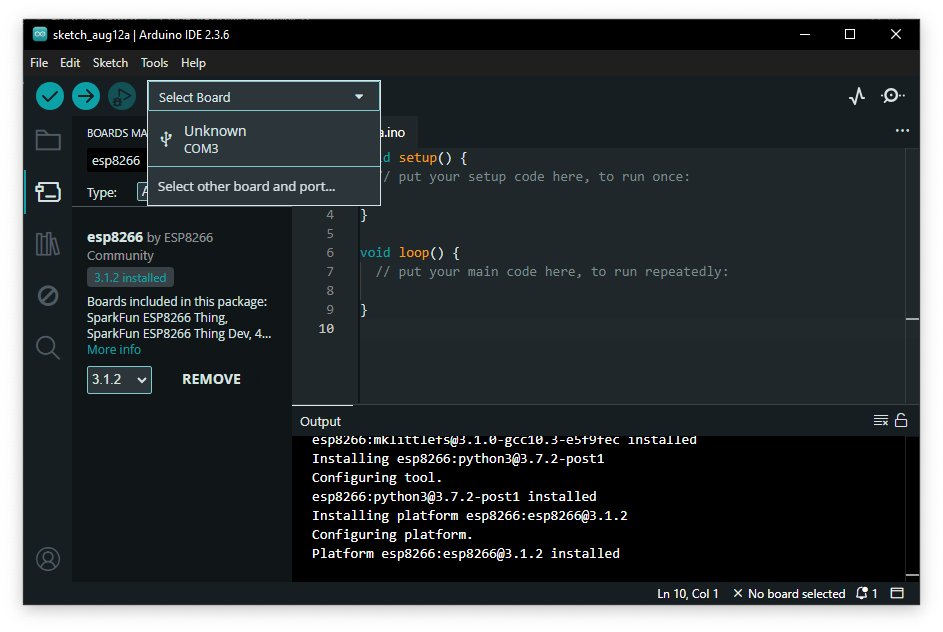 sketch_aug12a | Arduino IDE 2.3.6
File Edit Sketch Tools Help
Select Board
Unknown
COM3
Select other board and port...
BOARDS MA
esp8266
Type:
A
esp8266 by ESP8266
Community
3.1.2 installed
Boards included in this package:
SparkFun ESP8266 Thing,
SparkFun ESP8266 Thing Dev, 4...
More info
3.1.2 REMOVE
a.ino
d setup() {
// put your setup code here, to run once:
4 }
5
6 void loop() {
7 // put your main code here, to run repeatedly:
8
9 }
10
Output
esp8266:mklittlefs@3.1.0-gcc10.3-e5f9fec installed
Installing esp8266:python3@3.7.2-post1
Configuring tool.
esp8266:python3@3.7.2-post1 installed
Installing platform esp8266:esp8266@3.1.2
Configuring platform.
Platform esp8266:esp8266@3.1.2 installed
Ln 10, Col 1 × No board selected 1